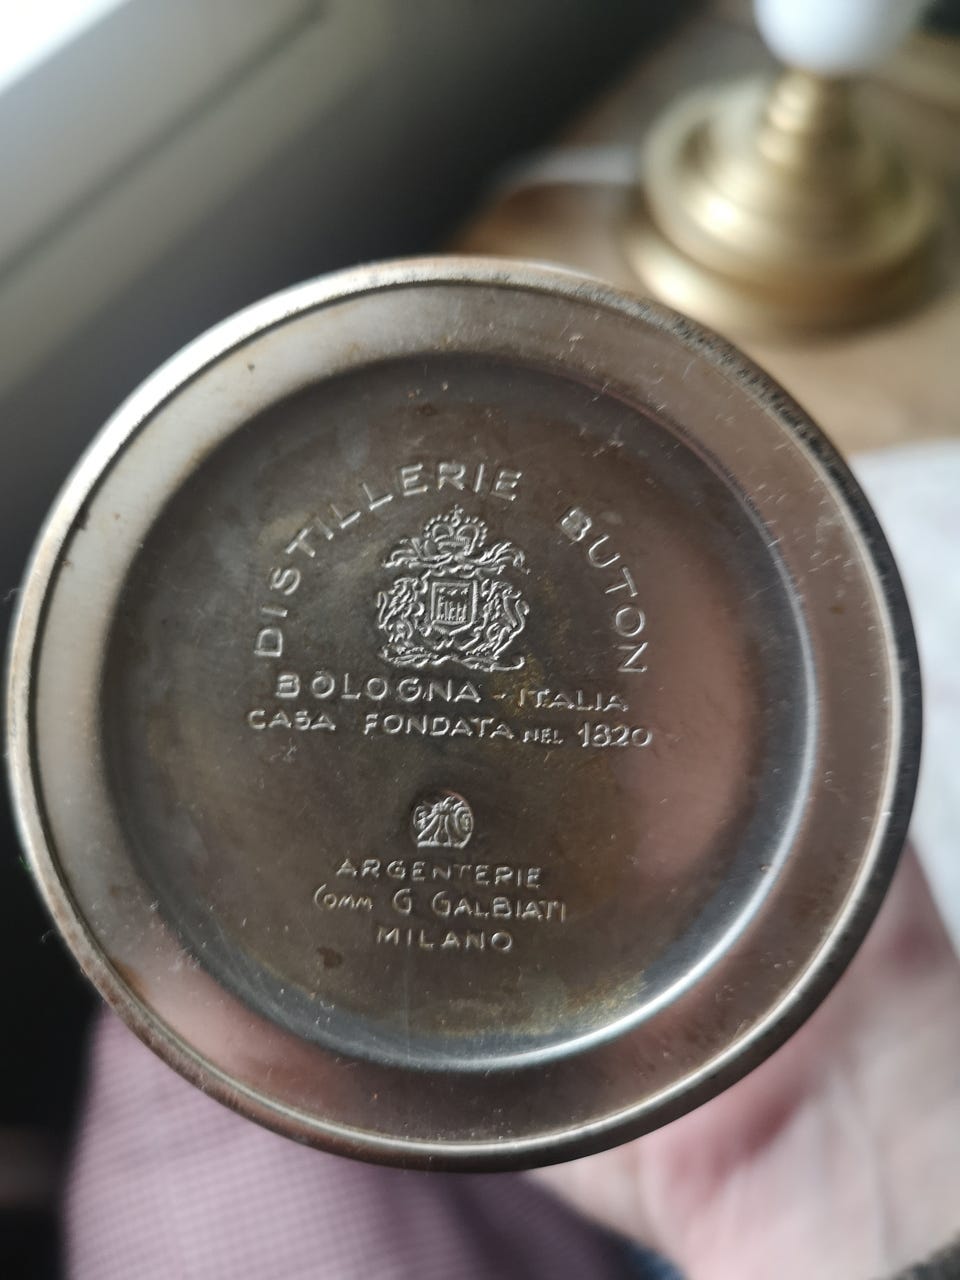 DISTILLERIE BUTON
BOLOGNA - ITALIA
CASA FONDATA NEL 1820
ARGENTERIE
Comm G GALBIATI
MILANO